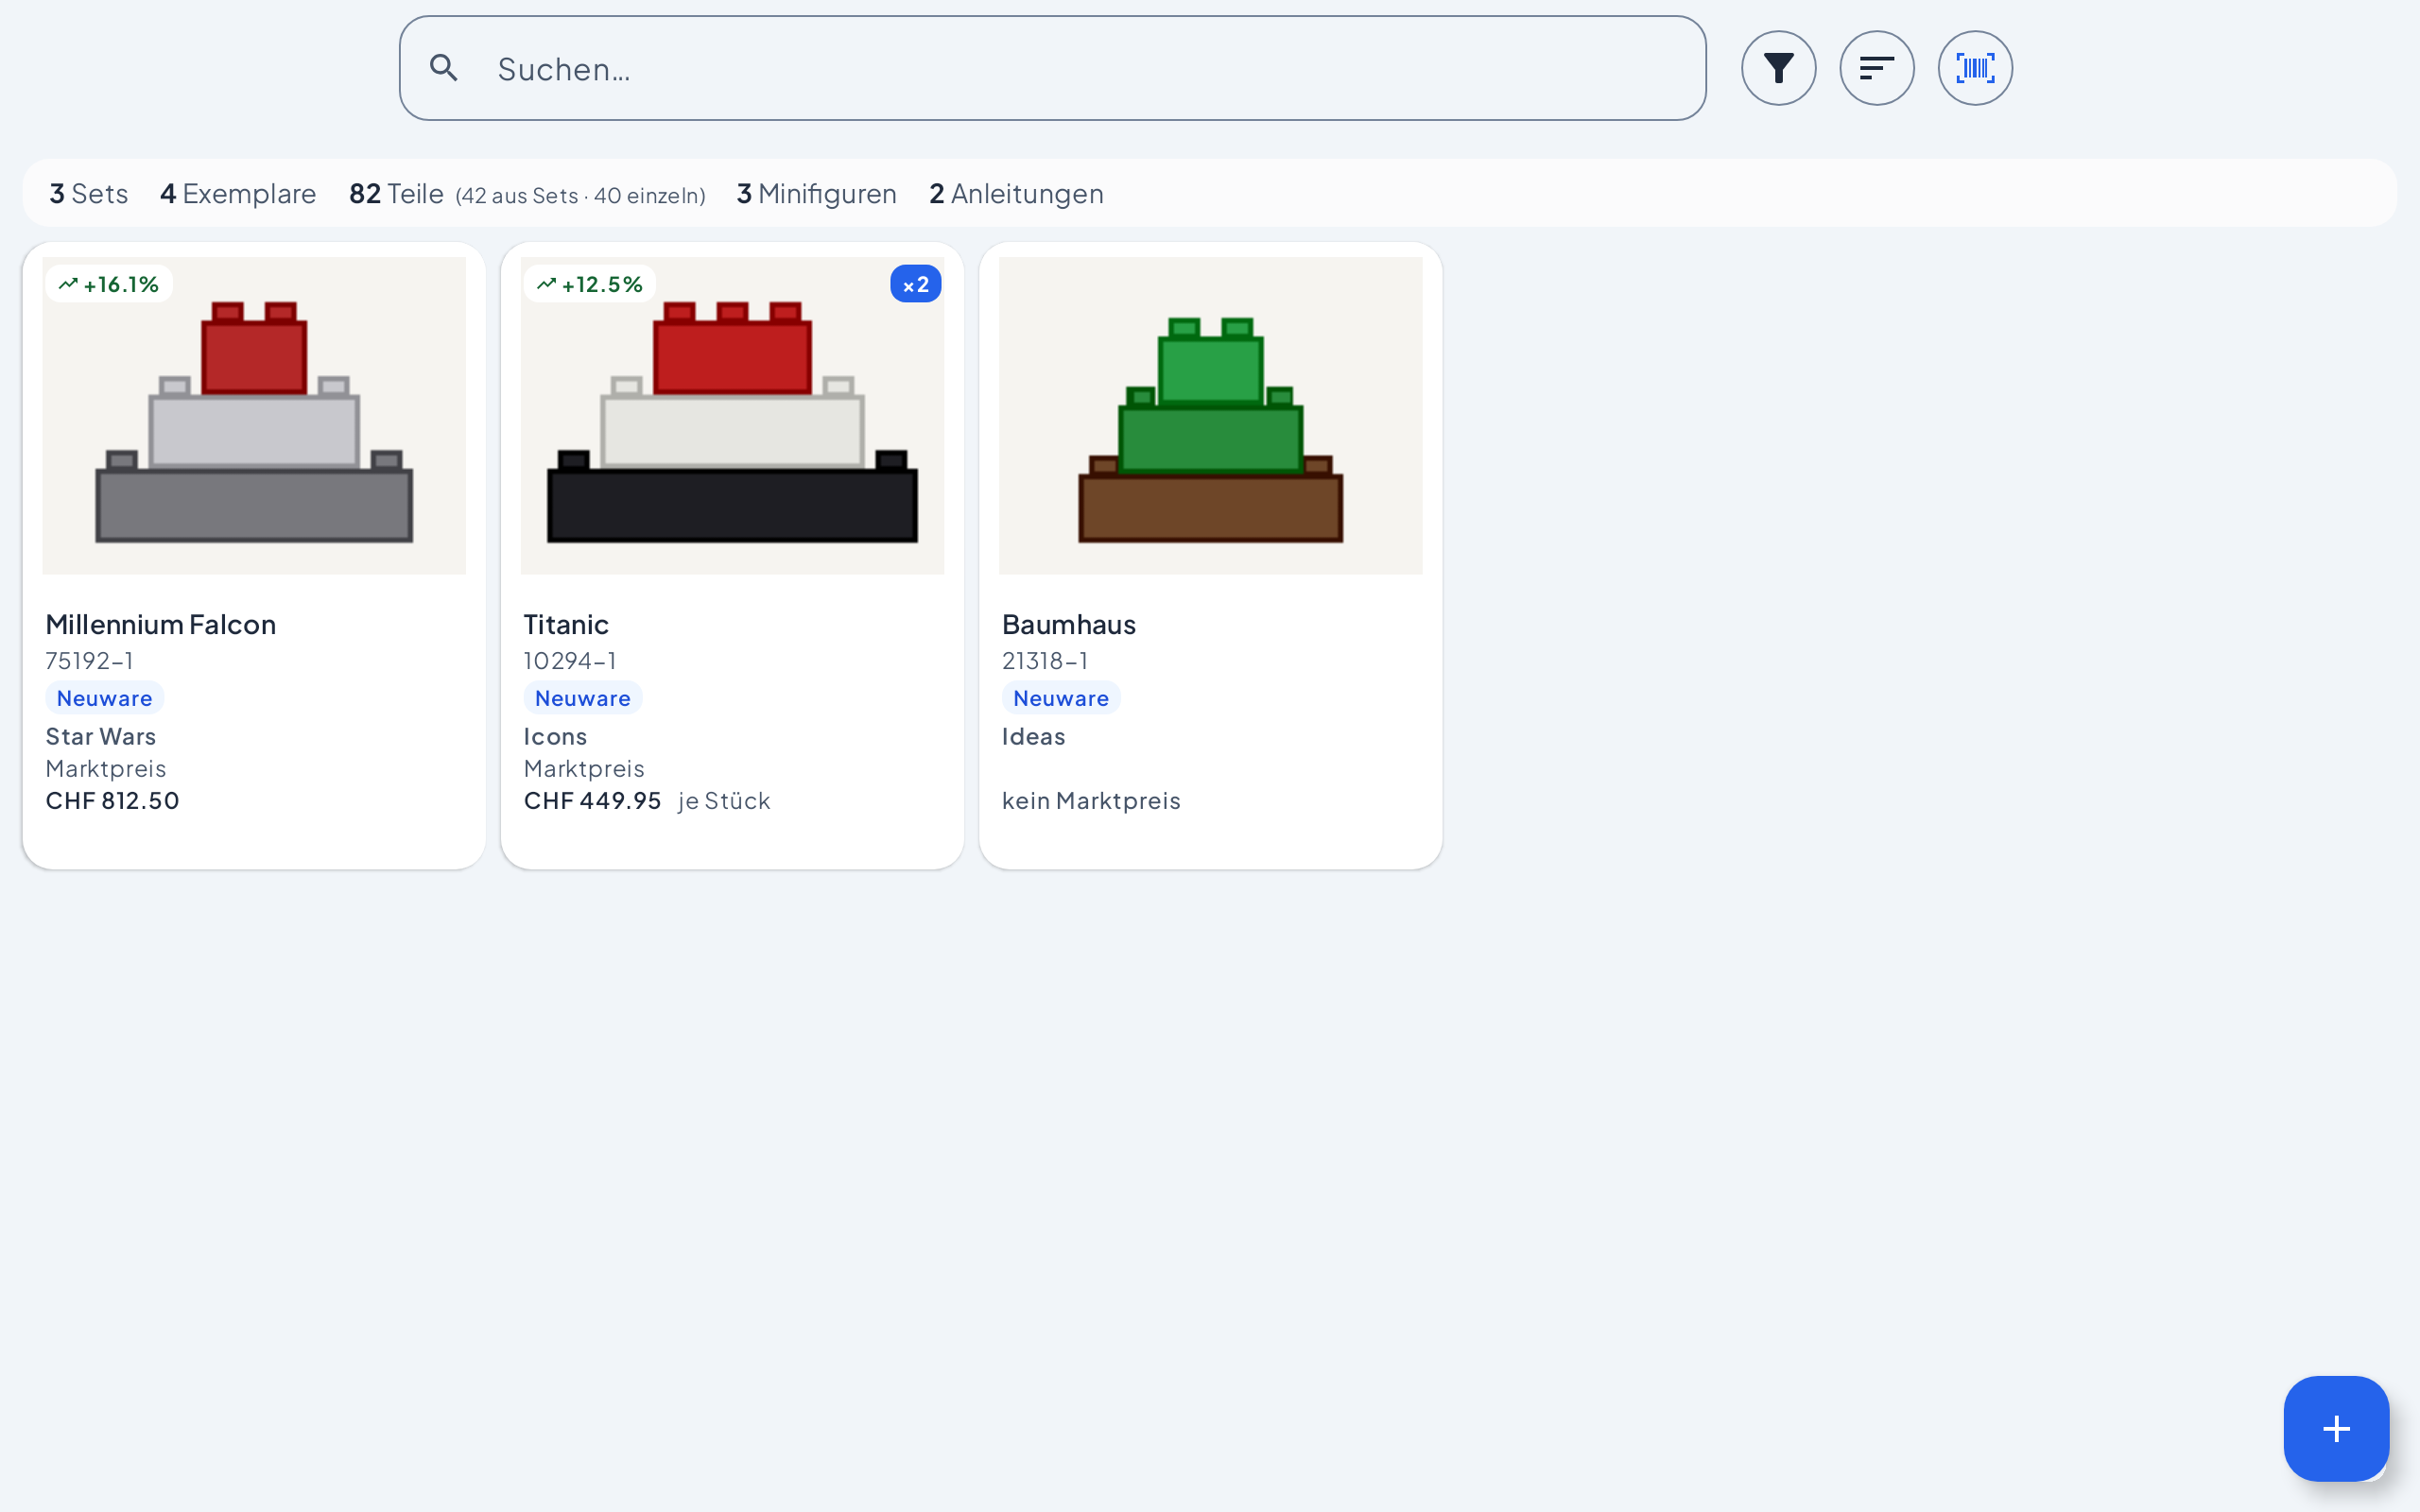 Suchen...
3 Sets 4 Exemplare 82 Teile (42 aus Sets · 40 einzeln) 3 Minifiguren 2 Anleitungen
+16.1%
Millennium Falcon
75192-1
Neuware
Star Wars
Marktpreis
CHF 812.50
+12.5% ×2
Titanic
10294-1
Neuware
Icons
Marktpreis
CHF 449.95 je Stück
Baumhaus
21318-1
Neuware
Ideas
kein Marktpreis